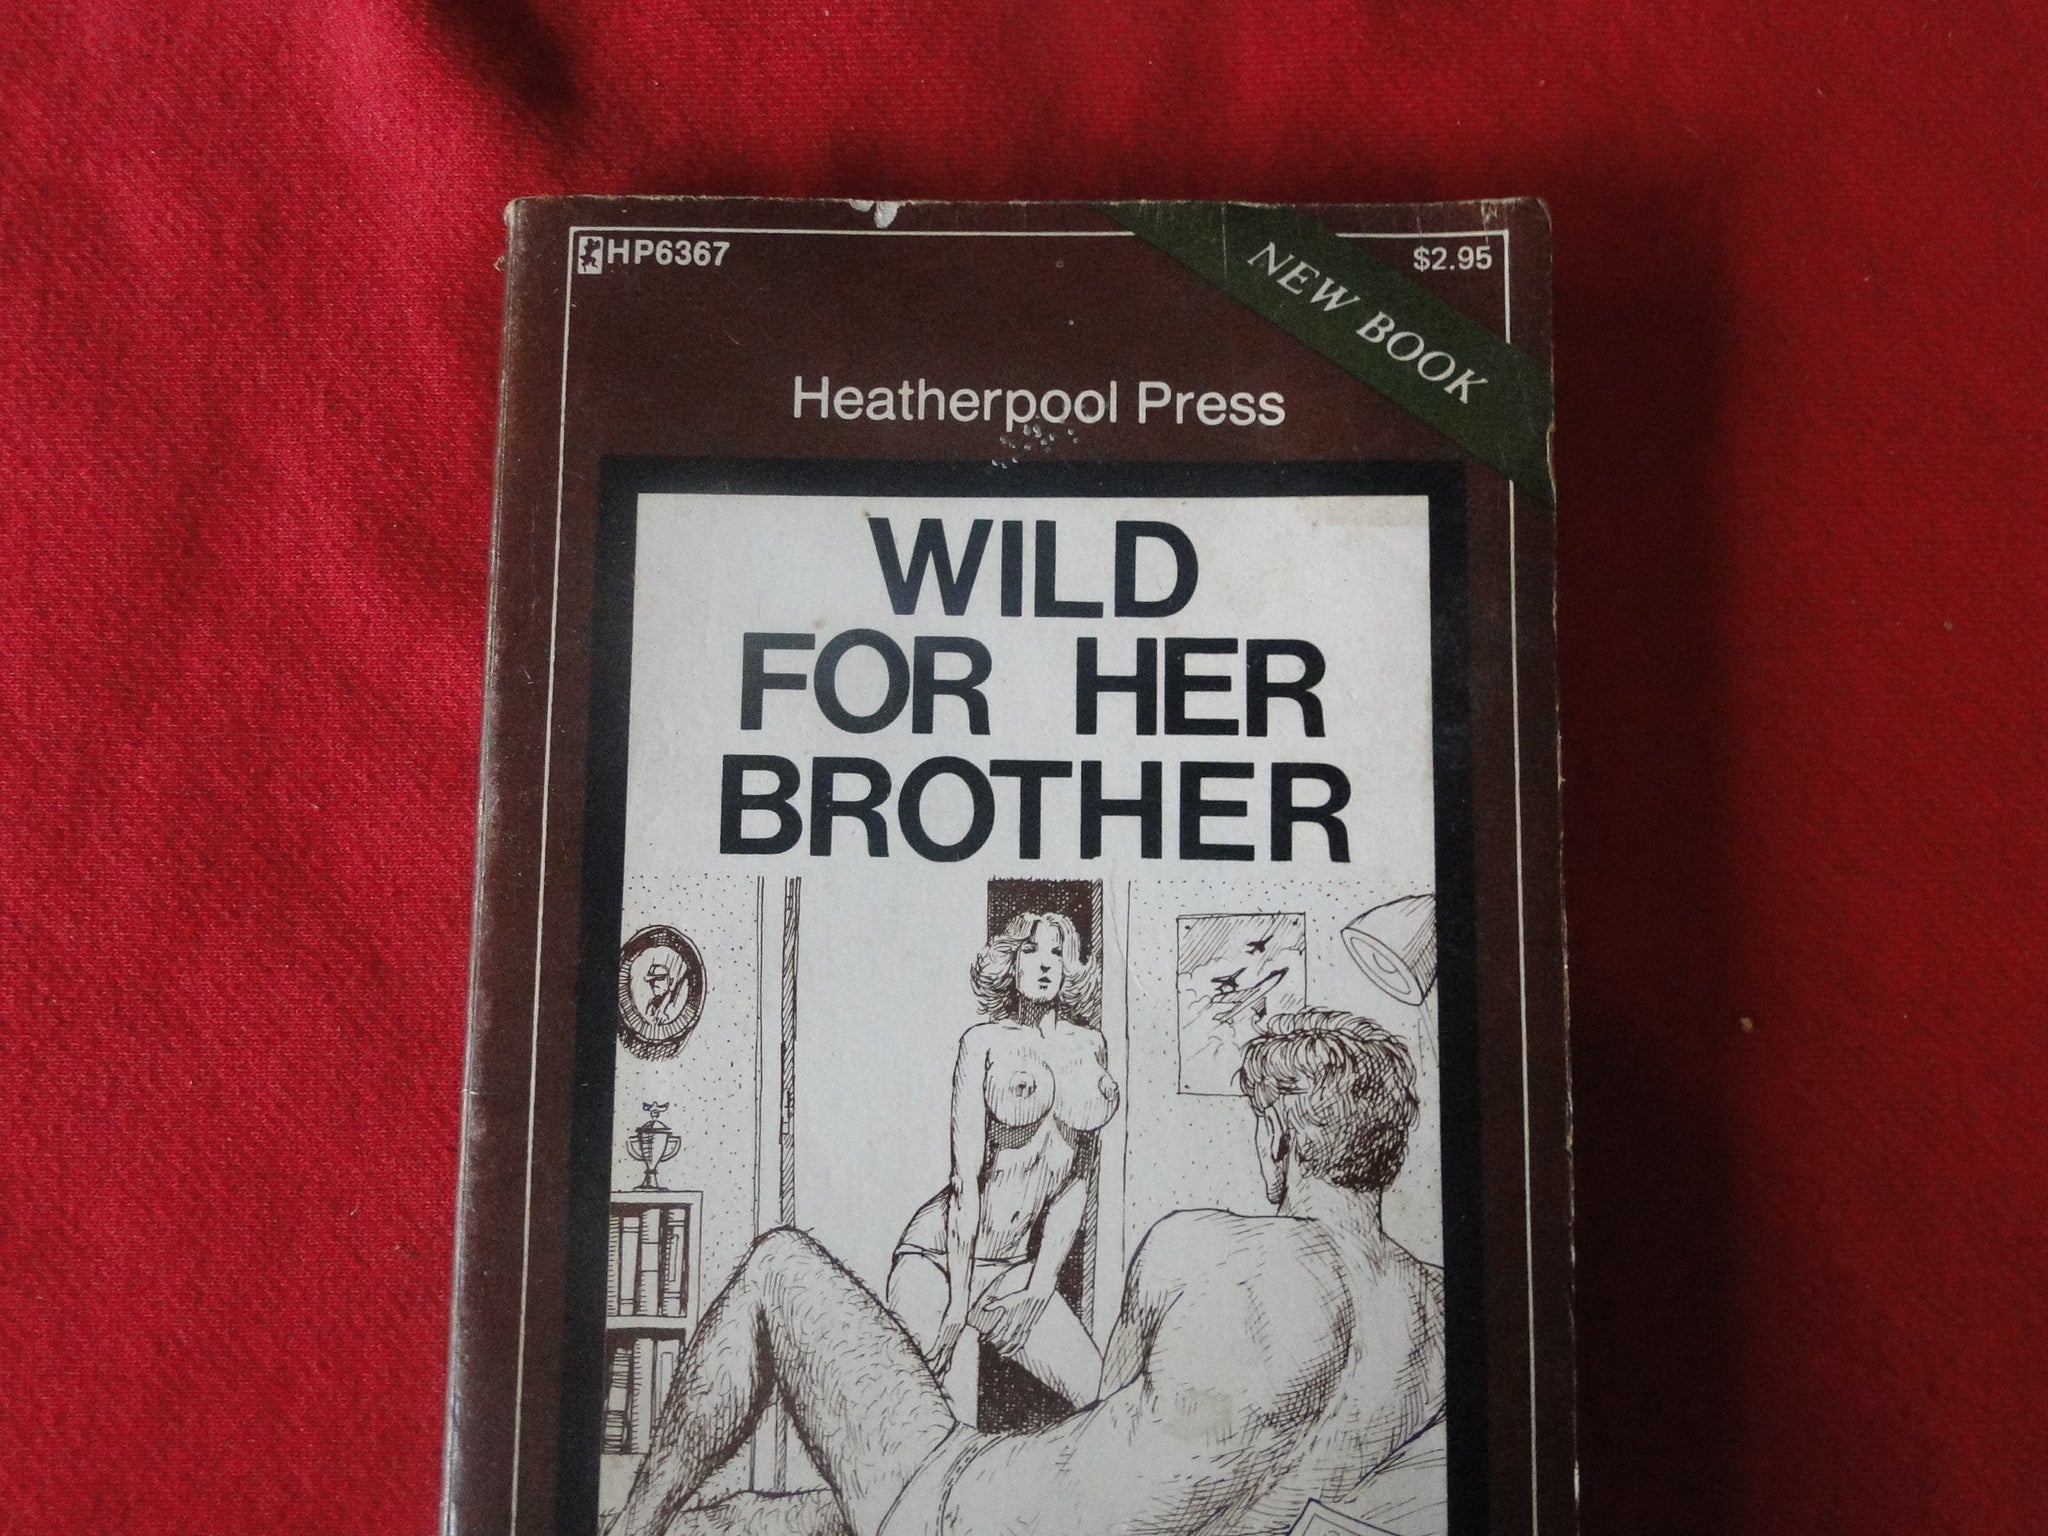 HP6367
$2.95
NEW BOOK
Heatherpool Press
WILD
FOR HER
BROTHER